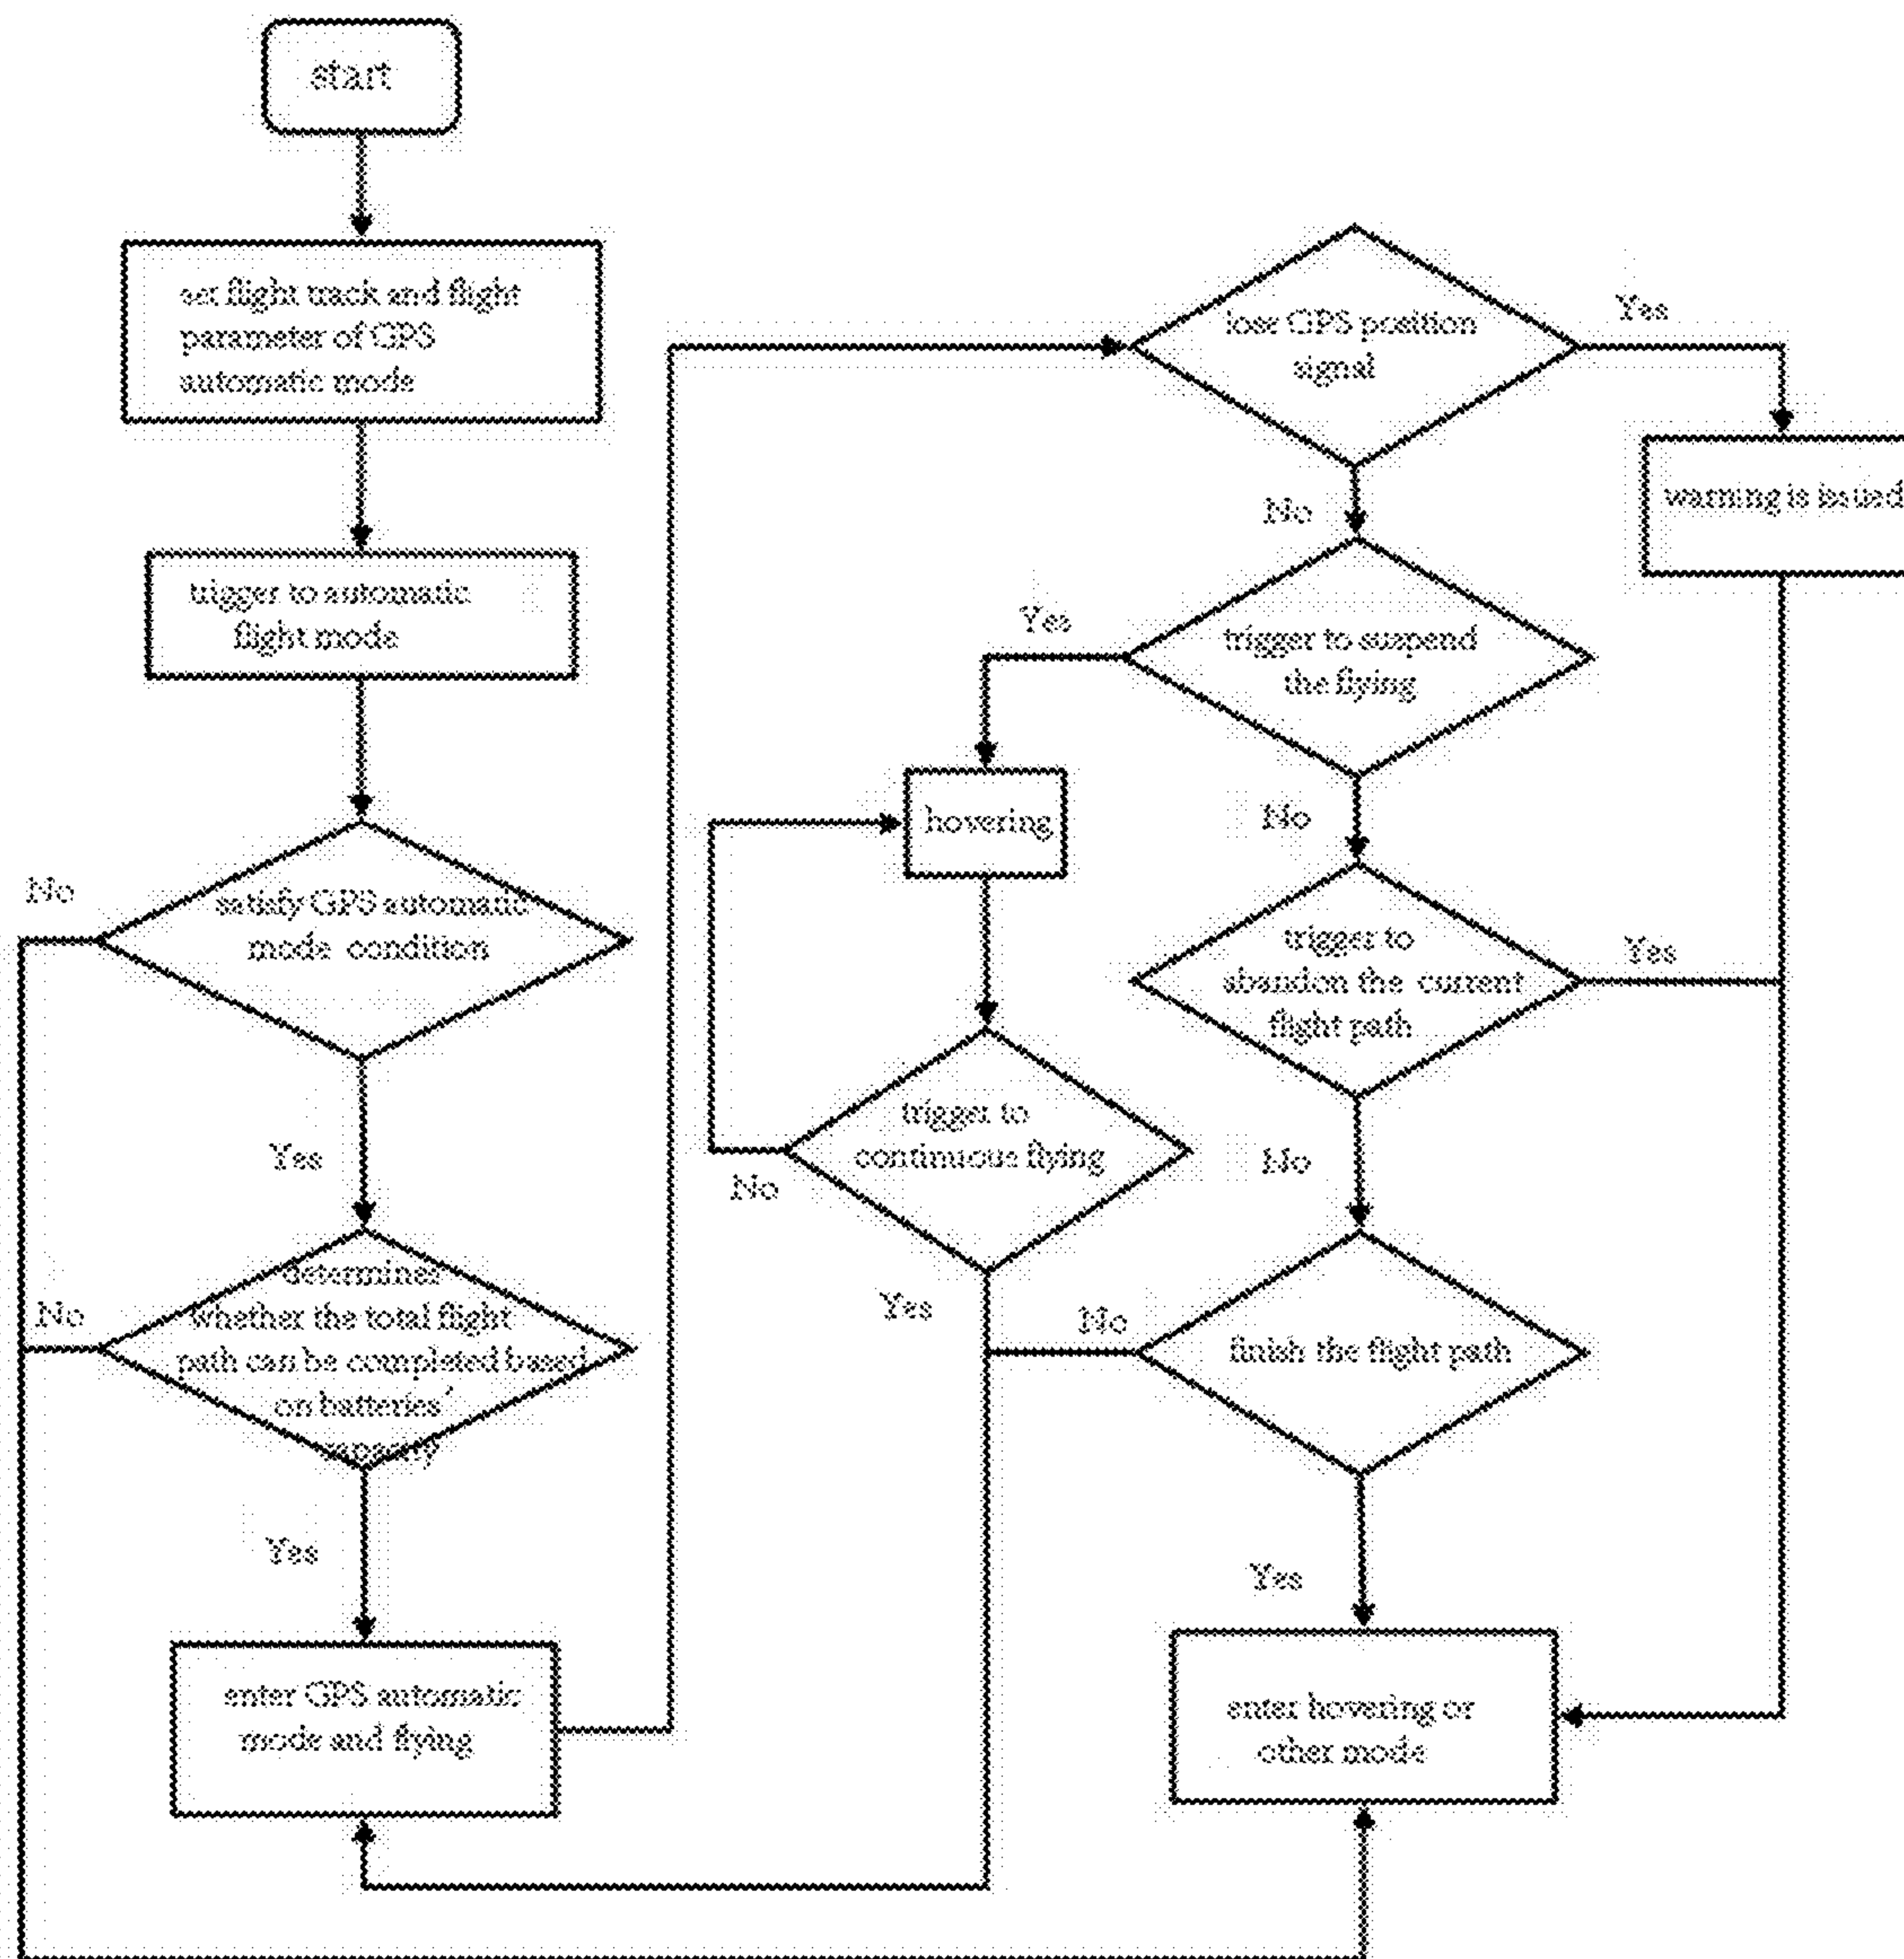 start
set flight track and flight
parameter of GPS
automatic mode
trigger to automatic
flight mode
No
satisfy GPS automatic
mode condition
Yes
No
determines
whether the total flight
path can be completed based
on batteries'
capacity
Yes
enter GPS automatic
mode and flying
lose GPS position
signal
Yes
warning is issued
No
Yes
trigger to suspend
the flying
hovering
No
trigger to
abandon the current
flight path
Yes
trigger to
continuous flying
No
No
Yes
No
finish the flight path
Yes
enter hovering or
other mode